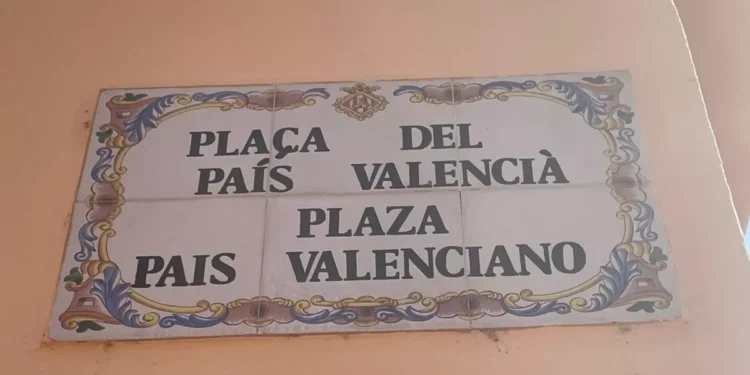 PLAÇA DEL
PAÍS VALENCIÀ
PLAZA
PAIS VALENCIANO